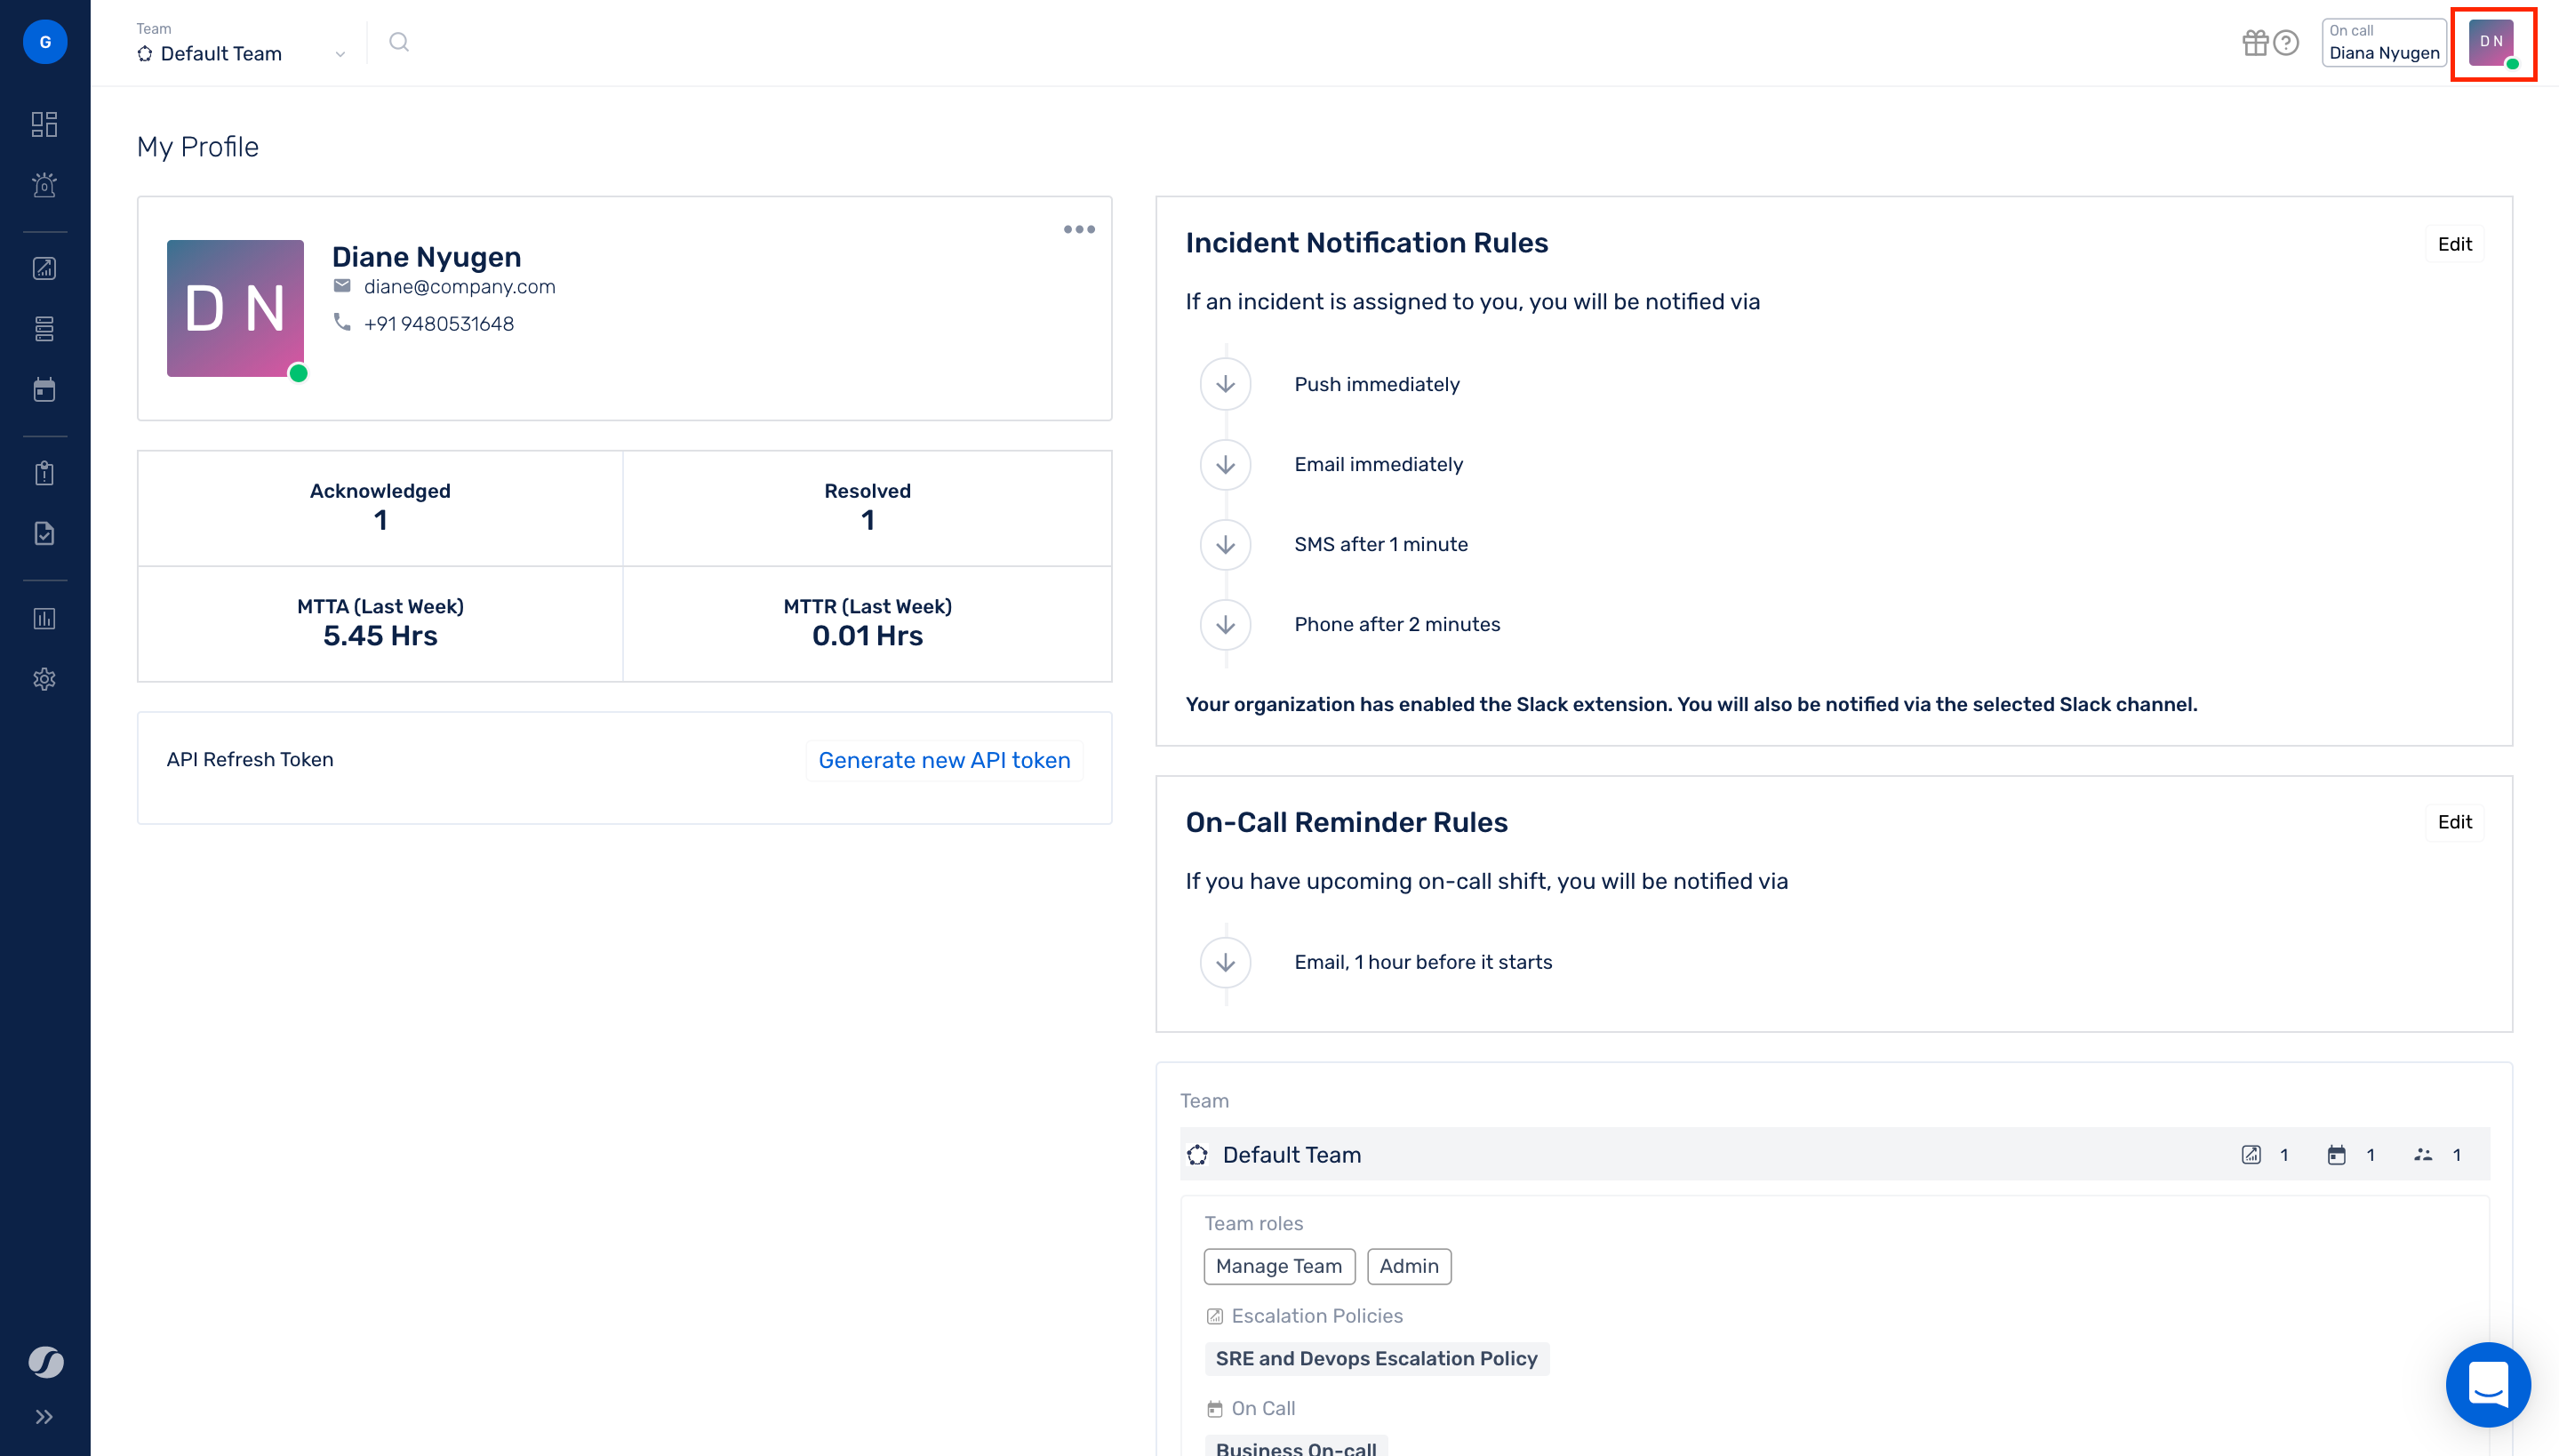 G
Team
Default Team
On call
Diana Nyugen
D N
My Profile
D N
Diane Nyugen
diane@company.com
+91 9480531648
Acknowledged
1
Resolved
1
MTTA (Last Week)
5.45 Hrs
MTTR (Last Week)
0.01 Hrs
API Refresh Token
Generate new API token
Incident Notification Rules
Edit
If an incident is assigned to you, you will be notified via
Push immediately
Email immediately
SMS after 1 minute
Phone after 2 minutes
Your organization has enabled the Slack extension. You will also be notified via the selected Slack channel.
On-Call Reminder Rules
Edit
If you have upcoming on-call shift, you will be notified via
Email, 1 hour before it starts
Team
Default Team
1
1
1
Team roles
Manage Team
Admin
Escalation Policies
SRE and Devops Escalation Policy
On Call
Business On-call